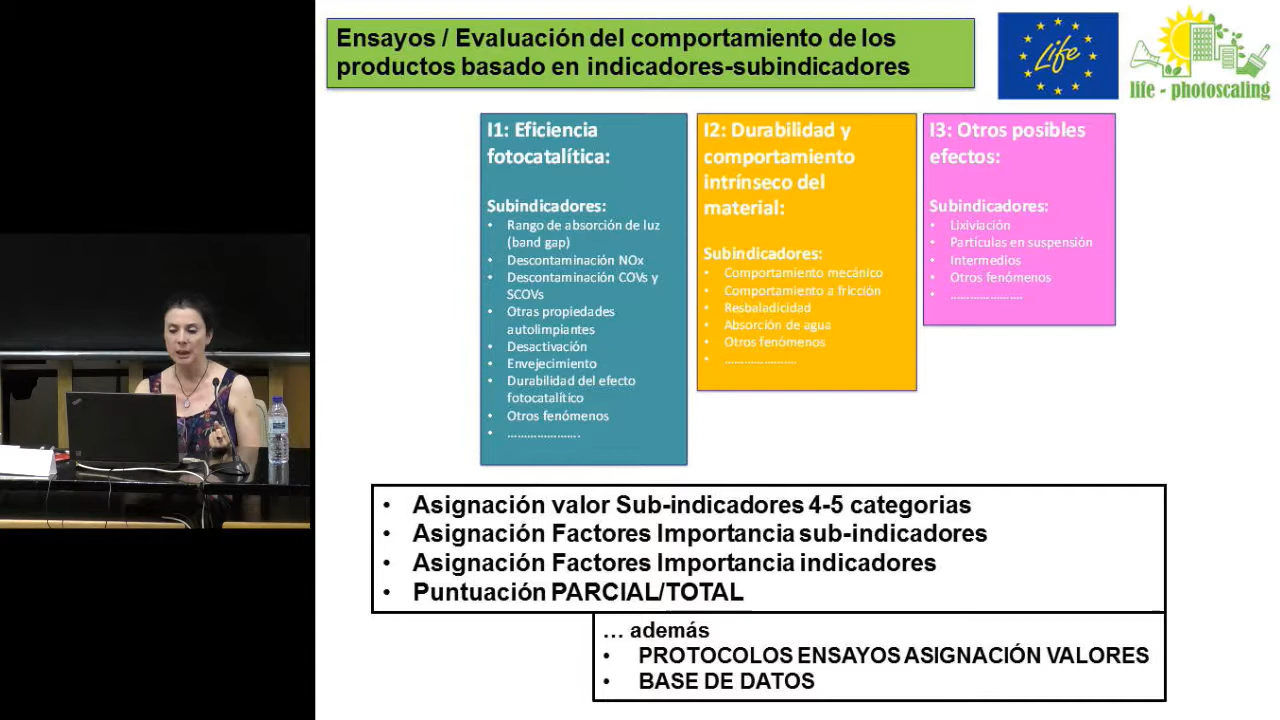 Ensayos / Evaluación del comportamiento de los
productos basado en indicadores-subindicadores
Life
life - photoscaling
I1: Eficiencia
fotocatalítica:
Subindicadores:
• Rango de absorción de luz
(band gap)
• Descontaminación NOx
• Descontaminación COVs y
SCOVs
• Otras propiedades
autolimpiantes
• Desactivación
• Envejecimiento
• Durabilidad del efecto
fotocatalítico
• Otros fenómenos
• ......................
I2: Durabilidad y
comportamiento
intrínseco del
material:
Subindicadores:
• Comportamiento mecánico
• Comportamiento a fricción
• Resbaladicidad
• Absorción de agua
• Otros fenómenos
• ......................
I3: Otros posibles
efectos:
Subindicadores:
• Lixiviación
• Partículas en suspensión
• Intermedios
• Otros fenómenos
• ......................
• Asignación valor Sub-indicadores 4-5 categorias
• Asignación Factores Importancia sub-indicadores
• Asignación Factores Importancia indicadores
• Puntuación PARCIAL/TOTAL
... además
• PROTOCOLOS ENSAYOS ASIGNACIÓN VALORES
• BASE DE DATOS